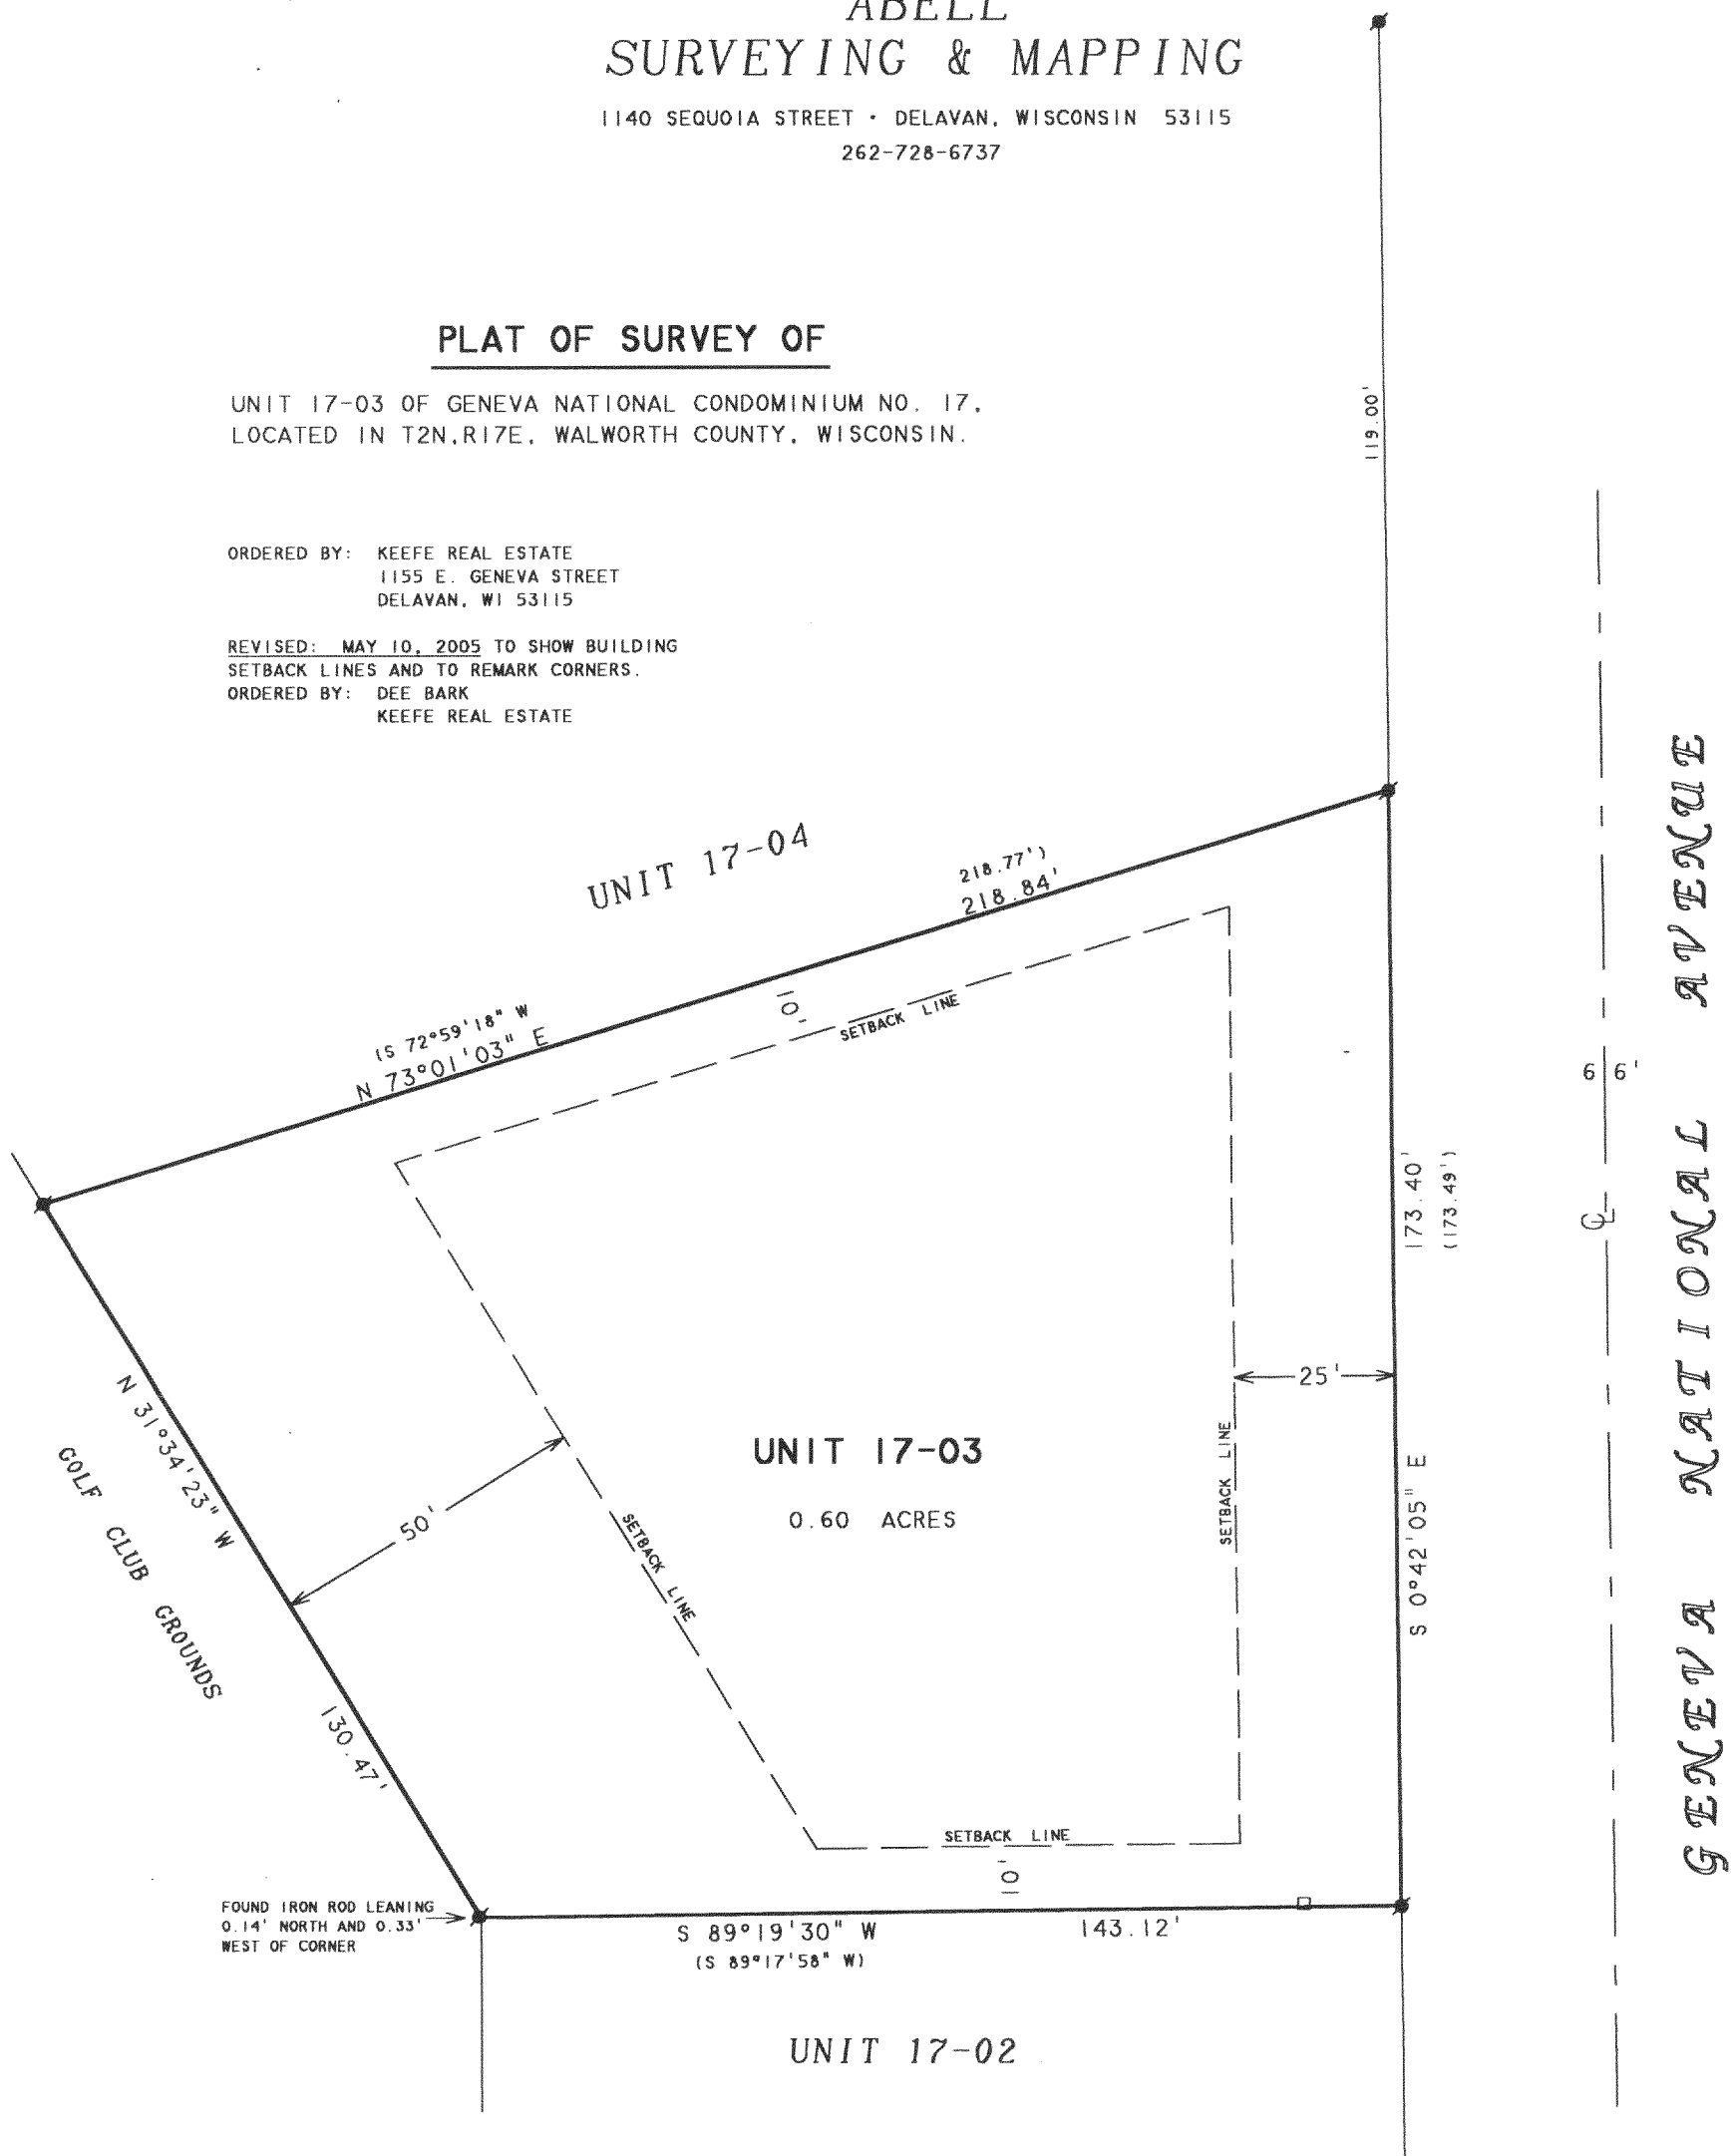 ABELL
SURVEYING & MAPPING
1140 SEQUOIA STREET · DELAVAN, WISCONSIN 53115
262-728-6737
PLAT OF SURVEY OF
UNIT 17-03 OF GENEVA NATIONAL CONDOMINIUM NO. 17,
LOCATED IN T2N,R17E, WALWORTH COUNTY, WISCONSIN.
119.00'
ORDERED BY: KEEFE REAL ESTATE
1155 E. GENEVA STREET
DELAVAN, WI 53115
REVISED: MAY 10, 2005 TO SHOW BUILDING
SETBACK LINES AND TO REMARK CORNERS.
ORDERED BY: DEE BARK
KEEFE REAL ESTATE
UNIT 17-04
218.77')
218.84'
(S 72°59'18" W
N 73°01'03" E
10'
SETBACK LINE
66'
℄
173.40'
(173.49')
GENEVA NATIONAL AVENUE
25'
N 31°34'23" W
GOLF CLUB GROUNDS
50'
SETBACK LINE
UNIT 17-03
0.60 ACRES
SETBACK LINE
S 0°42'05" E
130.47'
SETBACK LINE
10'
FOUND IRON ROD LEANING
0.14' NORTH AND 0.33'
WEST OF CORNER
S 89°19'30" W
143.12'
(S 89°17'58" W)
UNIT 17-02